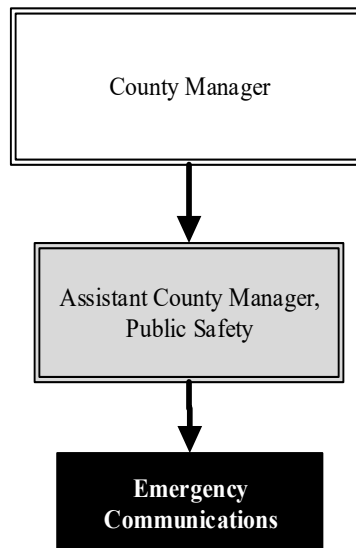 County Manager
Assistant County Manager,
Public Safety
Emergency
Communications